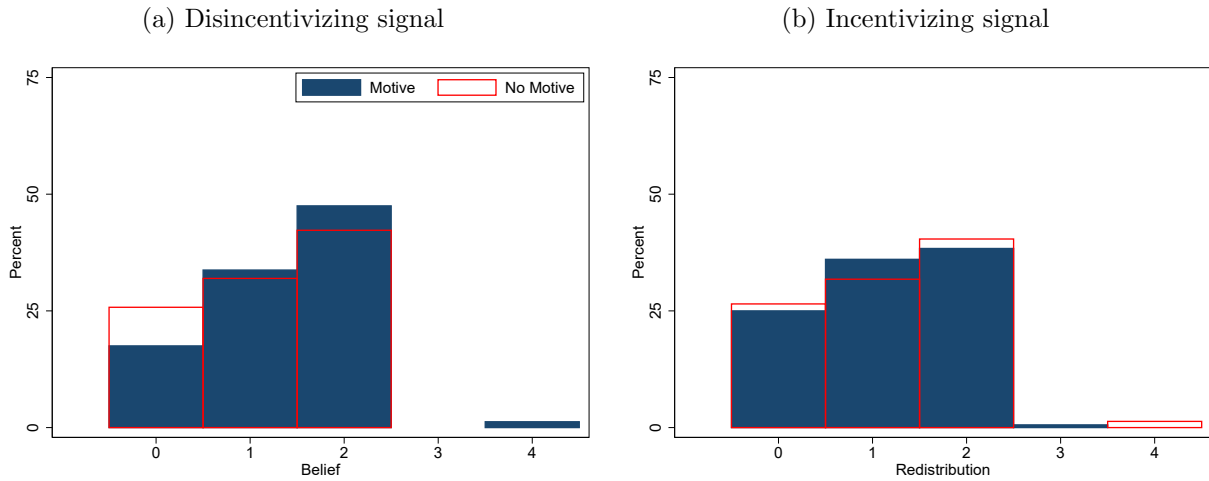 (a) Disincentivizing signal
(b) Incentivizing signal
Motive
No Motive
75
50
25
0
Percent
0 1 2 3 4
Belief
75
50
25
0
Percent
0 1 2 3 4
Redistribution